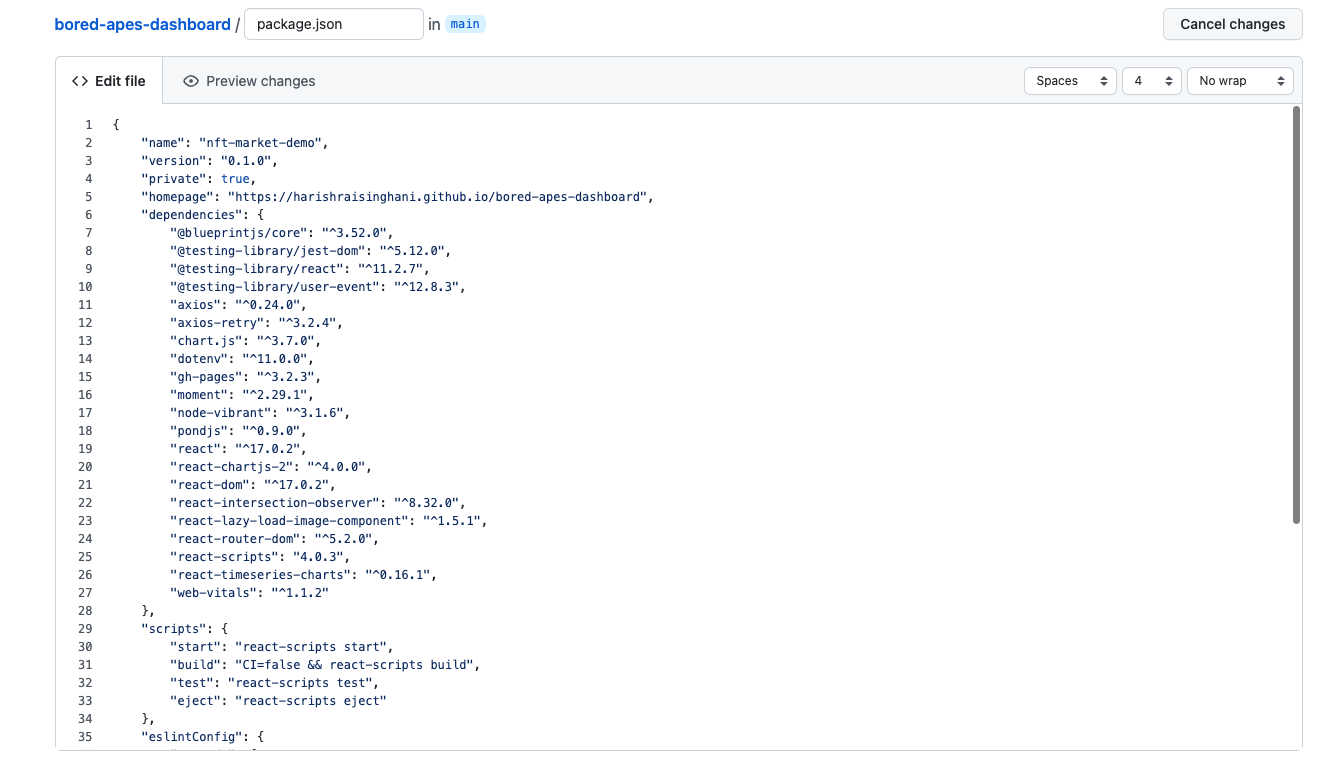 bored-apes-dashboard / package.json in main Cancel changes
Edit file Preview changes Spaces 4 No wrap
1 {
2 "name": "nft-market-demo",
3 "version": "0.1.0",
4 "private": true,
5 "homepage": "https://harishraisinghani.github.io/bored-apes-dashboard",
6 "dependencies": {
7 "@blueprintjs/core": "^3.52.0",
8 "@testing-library/jest-dom": "^5.12.0",
9 "@testing-library/react": "^11.2.7",
10 "@testing-library/user-event": "^12.8.3",
11 "axios": "^0.24.0",
12 "axios-retry": "^3.2.4",
13 "chart.js": "^3.7.0",
14 "dotenv": "^11.0.0",
15 "gh-pages": "^3.2.3",
16 "moment": "^2.29.1",
17 "node-vibrant": "^3.1.6",
18 "pondjs": "^0.9.0",
19 "react": "^17.0.2",
20 "react-chartjs-2": "^4.0.0",
21 "react-dom": "^17.0.2",
22 "react-intersection-observer": "^8.32.0",
23 "react-lazy-load-image-component": "^1.5.1",
24 "react-router-dom": "^5.2.0",
25 "react-scripts": "4.0.3",
26 "react-timeseries-charts": "^0.16.1",
27 "web-vitals": "^1.1.2"
28 },
29 "scripts": {
30 "start": "react-scripts start",
31 "build": "CI=false && react-scripts build",
32 "test": "react-scripts test",
33 "eject": "react-scripts eject"
34 },
35 "eslintConfig": {